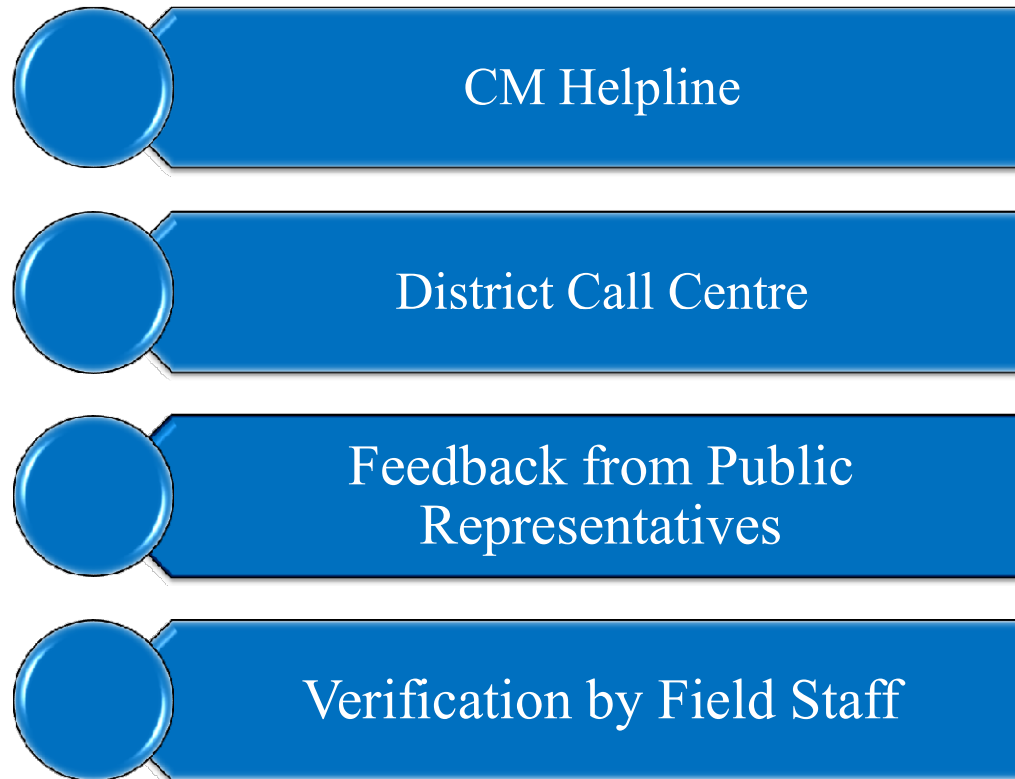 CM Helpline
District Call Centre
Feedback from Public
Representatives
Verification by Field Staff